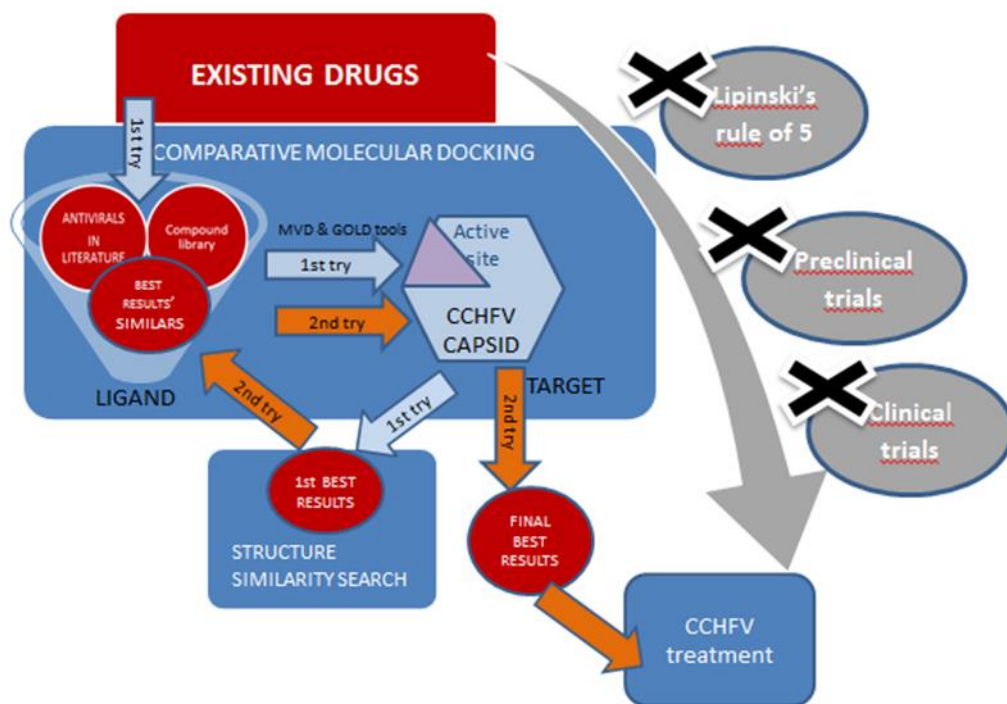 EXISTING DRUGS
1st try
COMPARATIVE MOLECULAR DOCKING
ANTIVIRALS
IN
LITERATURE
Compound
library
BEST
RESULTS'
SIMILARS
LIGAND
MVD & GOLD tools
1st try
2nd try
Active
site
CCHFV
CAPSID
TARGET
2nd try
1st try
2nd try
1st BEST
RESULTS
STRUCTURE
SIMILARITY SEARCH
FINAL
BEST
RESULTS
CCHFV
treatment
Lipinski's
rule of 5
Preclinical
trials
Clinical
trials